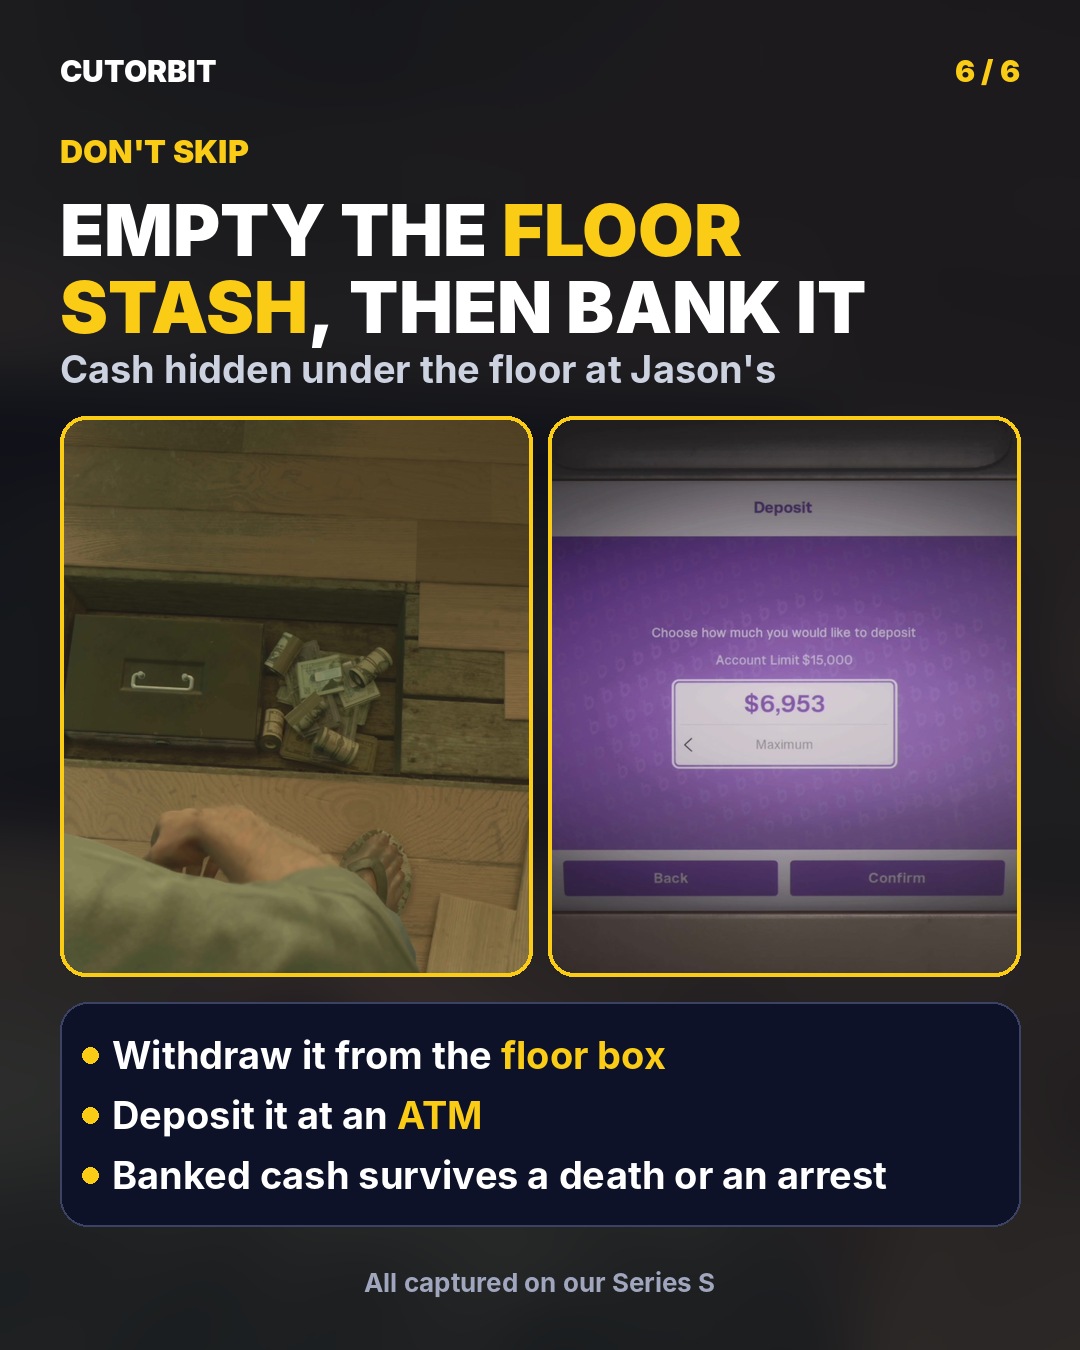 CUTORBIT
6 / 6
DON'T SKIP
EMPTY THE FLOOR
STASH, THEN BANK IT
Cash hidden under the floor at Jason's
Deposit
Choose how much you would like to deposit
Account Limit $15,000
$6,953
Maximum
Back
Confirm
Withdraw it from the floor box
Deposit it at an ATM
Banked cash survives a death or an arrest
All captured on our Series S